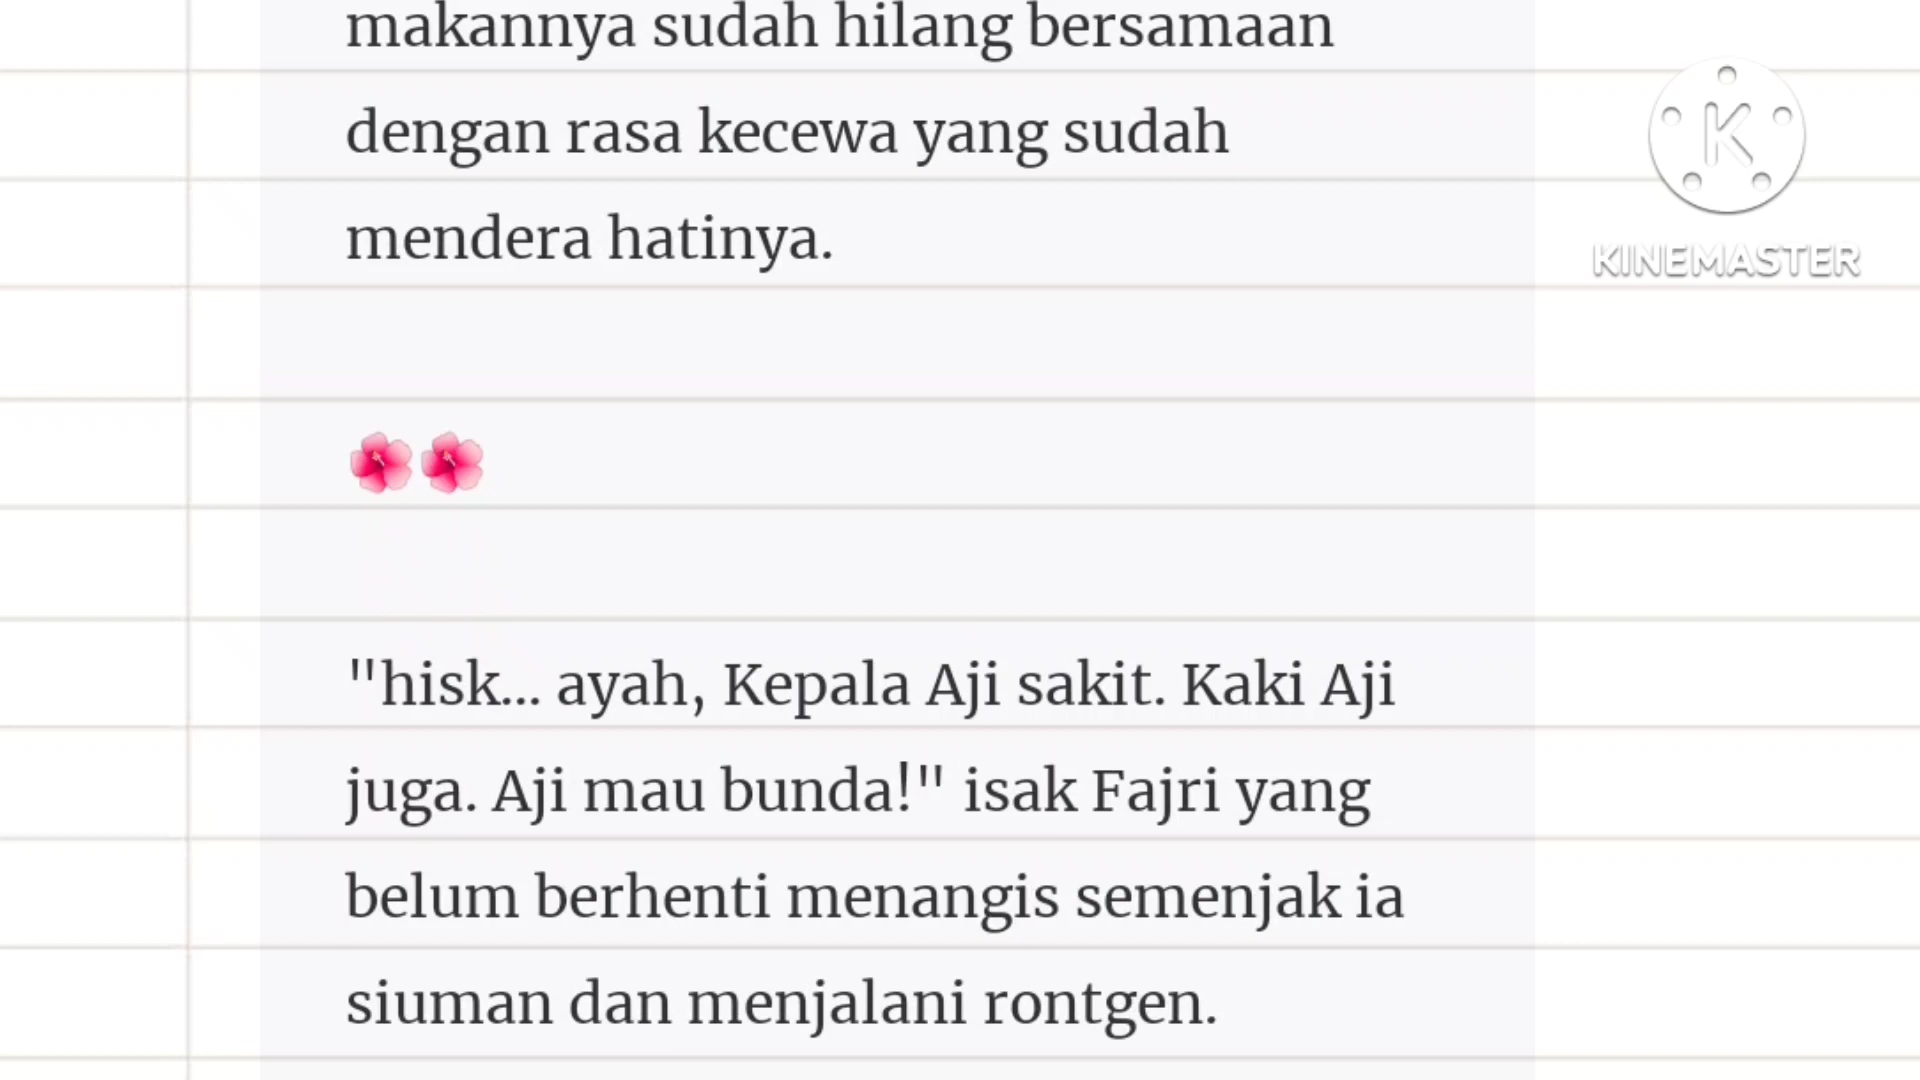 makannya sudah hilang bersamaan
dengan rasa kecewa yang sudah
mendera hatinya.
🌺🌺
"hisk... ayah, Kepala Aji sakit. Kaki Aji
juga. Aji mau bunda!" isak Fajri yang
belum berhenti menangis semenjak ia
siuman dan menjalani rontgen.
K
KINEMASTER